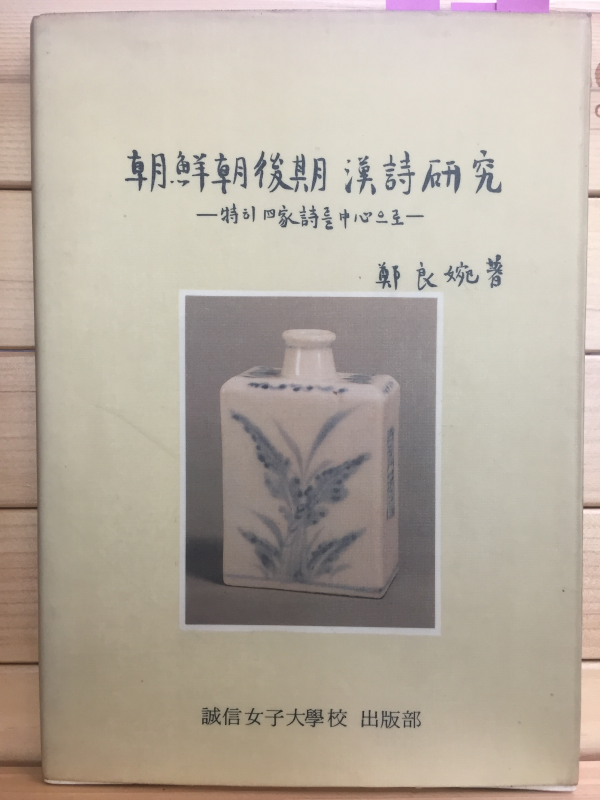 朝鮮朝後期 漢詩硏究
―特히 四家詩를 中心으로―
鄭良婉 著
誠信女子大學校 出版部